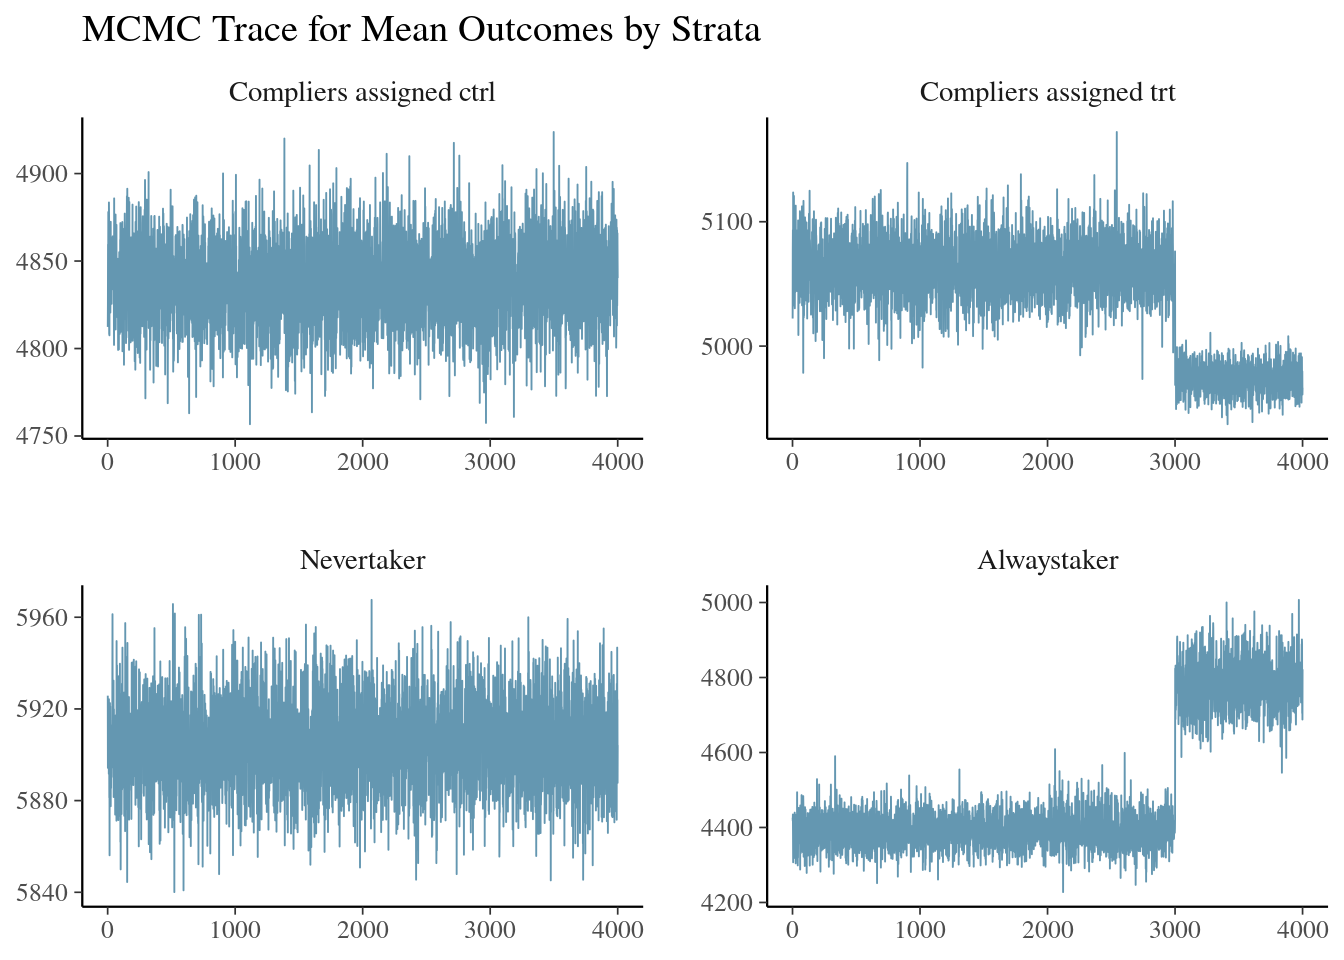 MCMC Trace for Mean Outcomes by Strata
Compliers assigned ctrl
4900
4850
4800
4750
0 1000 2000 3000 4000
Compliers assigned trt
5100
5000
0 1000 2000 3000 4000
Nevertaker
5960
5920
5880
5840
0 1000 2000 3000 4000
Alwaystaker
5000
4800
4600
4400
4200
0 1000 2000 3000 4000